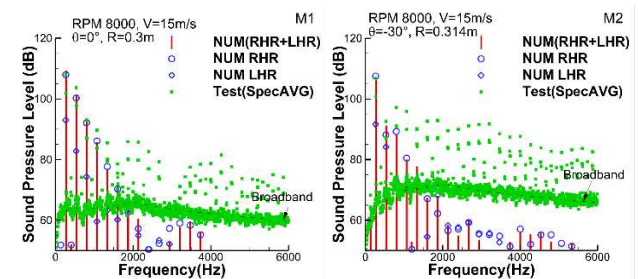 RPM 8000, V=15m/s
M1
θ=0°, R=0.3m
NUM(RHR+LHR)
NUM RHR
NUM LHR
Test(SpecAVG)
Broadband
Sound Pressure Level (dB)
120
100
80
60
0
2000
4000
6000
Frequency(Hz)
RPM 8000, V=15m/s
M2
θ=-30°, R=0.314m
NUM(RHR+LHR)
NUM RHR
NUM LHR
Test(SpecAVG)
Broadband
Sound Pressure Level (dB)
120
100
80
60
0
2000
4000
6000
Frequency(Hz)